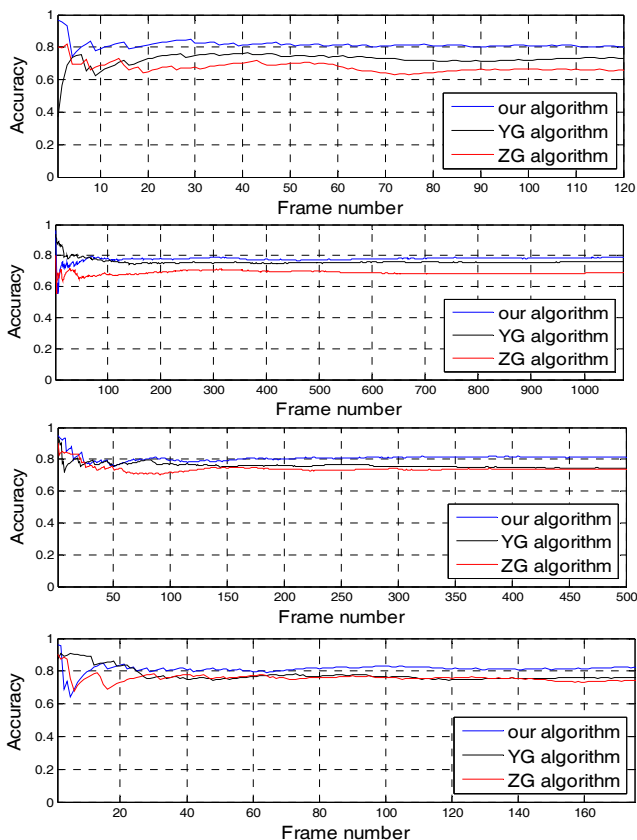 1
0.8
0.6
0.4
0.2
0
Accuracy
our algorithm
YG algorithm
ZG algorithm
10 20 30 40 50 60 70 80 90 100 110 120
Frame number
1
0.8
0.6
0.4
0.2
0
Accuracy
our algorithm
YG algorithm
ZG algorithm
100 200 300 400 500 600 700 800 900 1000
Frame number
1
0.8
0.6
0.4
0.2
0
Accuracy
our algorithm
YG algorithm
ZG algorithm
50 100 150 200 250 300 350 400 450 500
Frame number
1
0.8
0.6
0.4
0.2
0
Accuracy
our algorithm
YG algorithm
ZG algorithm
20 40 60 80 100 120 140 160
Frame number